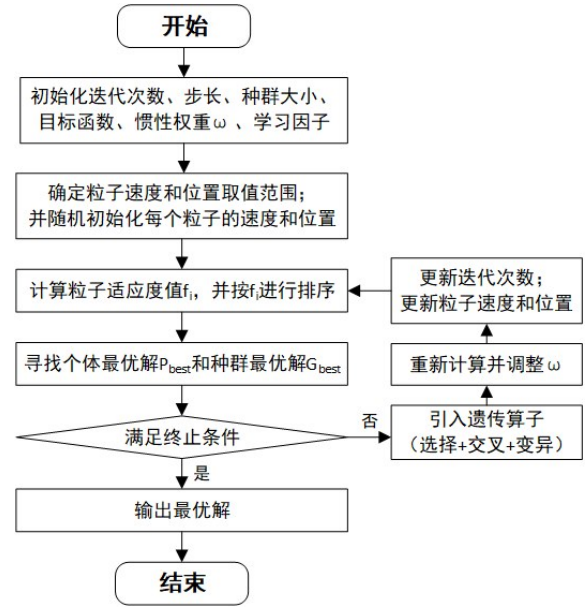 开始
初始化迭代次数、步长、种群大小、
目标函数、惯性权重ω、学习因子
确定粒子速度和位置取值范围；
并随机初始化每个粒子的速度和位置
计算粒子适应度值fi，并按fi进行排序
寻找个体最优解Pbest和种群最优解Gbest
满足终止条件
否
是
输出最优解
结束
引入遗传算子
（选择+交叉+变异）
重新计算并调整ω
更新迭代次数；
更新粒子速度和位置